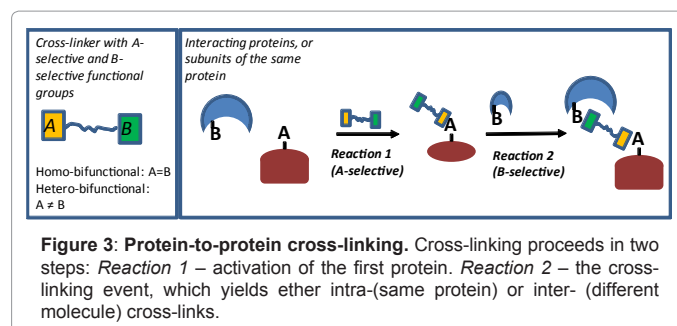 Cross-linker with A-
selective and B-
selective functional
groups
A
B
Homo-bifunctional: A=B
Hetero-bifunctional:
A ≠ B
Interacting proteins, or
subunits of the same
protein
B
A
Reaction 1
(A-selective)
A
B
Reaction 2
(B-selective)
B
A
Figure 3: Protein-to-protein cross-linking. Cross-linking proceeds in two
steps: Reaction 1 – activation of the first protein. Reaction 2 – the cross-
linking event, which yields ether intra-(same protein) or inter- (different
molecule) cross-links.